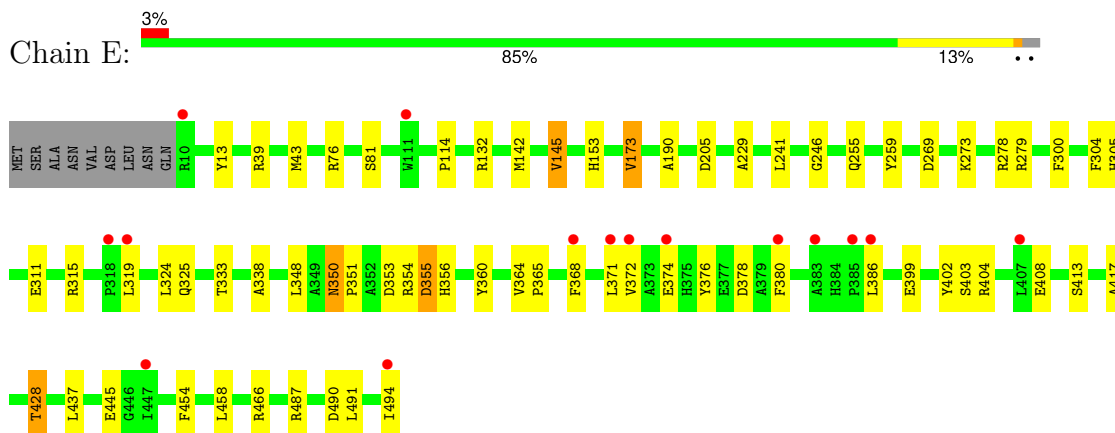 3%
Chain E:
85% 13% • •
MET SER ALA ASN VAL ASP LEU ASN GLN R10 Y13 R39 M43 R76 S81 W111 P114 R132 M142 V145 H153 V173 A190 D205 A229 L241 G246 Q255 Y259 D269 K273 R278 R279 F300 F304 H305
E311 R315 P318 L319 L324 Q325 T333 A338 L348 A349 N350 P351 A352 D353 R354 D355 H356 Y360 V364 P365 F368 L371 V372 A373 E374 H375 Y376 E377 D378 A379 F380 A383 H384 P385 L386 E399 Y402 S403 R404 L407 E408 S413 A417
T428 L437 E445 G446 I447 F454 L458 R466 R487 D490 L491 I494